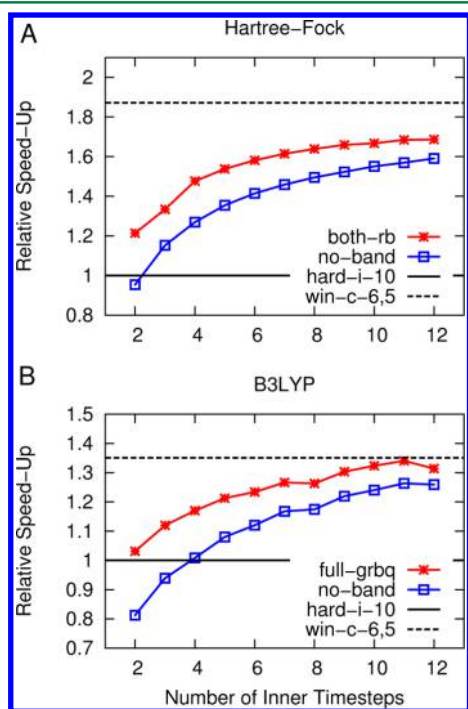 A
Hartree-Fock
Relative Speed-Up
2
1.8
1.6
1.4
1.2
1
0.8
both-rb
no-band
hard-i-10
win-c-6,5
2 4 6 8 10 12
B
B3LYP
Relative Speed-Up
1.5
1.4
1.3
1.2
1.1
1
0.9
0.8
0.7
full-grbq
no-band
hard-i-10
win-c-6,5
2 4 6 8 10 12
Number of Inner Timesteps